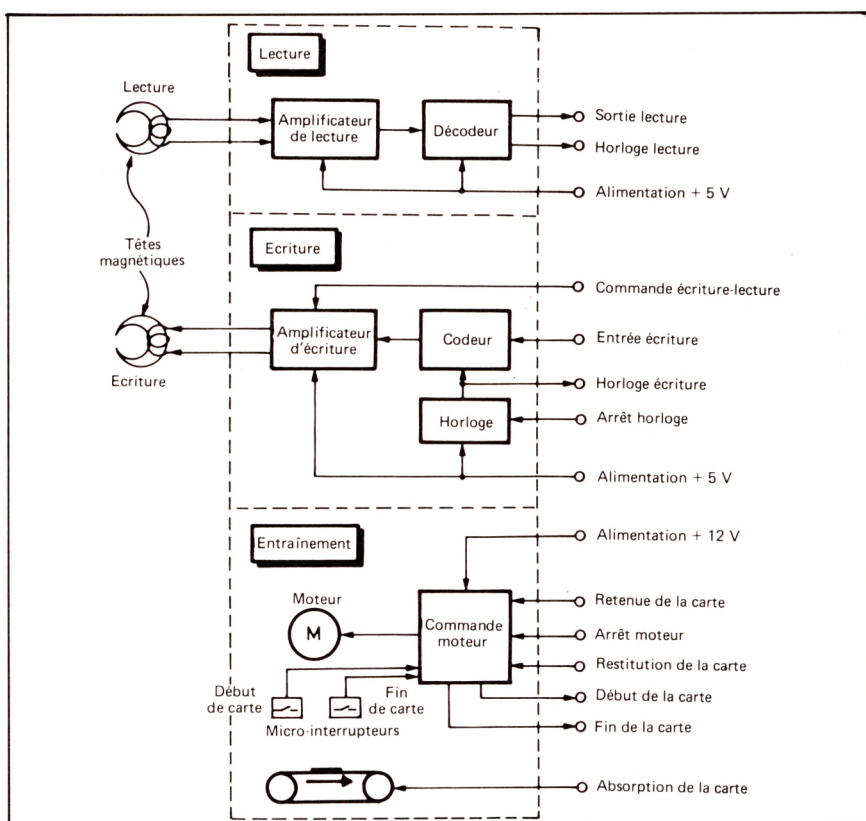 Lecture
Lecture
Amplificateur
de lecture
Décodeur
Sortie lecture
Horloge lecture
Alimentation + 5 V
Têtes
magnétiques
Ecriture
Commande écriture-lecture
Amplificateur
d'écriture
Codeur
Entrée écriture
Ecriture
Horloge écriture
Horloge
Arrêt horloge
Alimentation + 5 V
Entraînement
Alimentation + 12 V
Moteur
M
Commande
moteur
Retenue de la carte
Arrêt moteur
Restitution de la carte
Début
de carte
Fin
de carte
Micro-interrupteurs
Début de la carte
Fin de la carte
Absorption de la carte